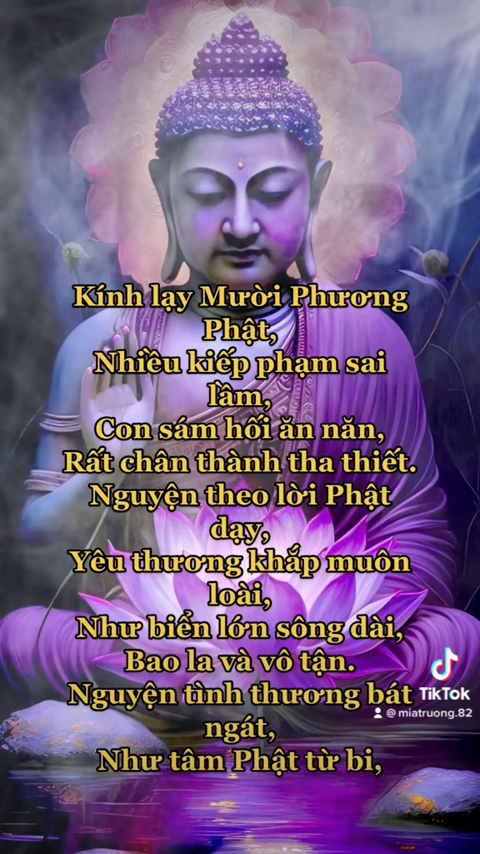 Kính lạy Mười Phương
Phật,
Nhiều kiếp phạm sai
lầm,
Con sám hối ăn năn,
Rất chân thành tha thiết.
Nguyện theo lời Phật
dạy,
Yêu thương khắp muôn
loài,
Như biển lớn sông dài,
Bao la và vô tận.
Nguyện tình thương bát
ngát,
Như tâm Phật từ bi,
TikTok
@miatruong.82